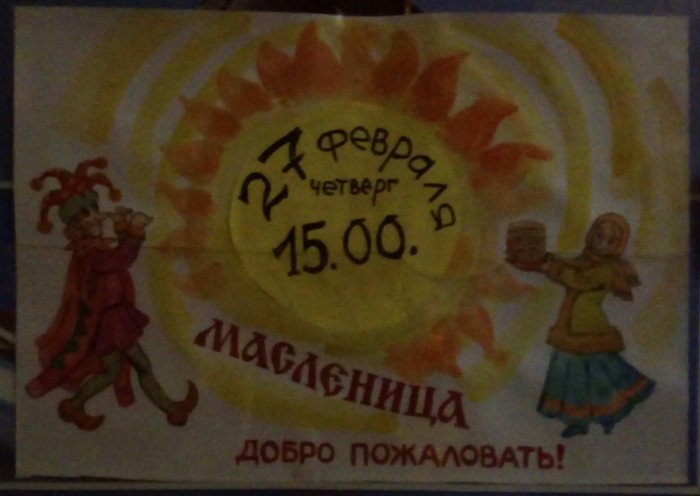 27 февраля
четверг
15.00.
МАСЛЕНИЦА
ДОБРО ПОЖАЛОВАТЬ!